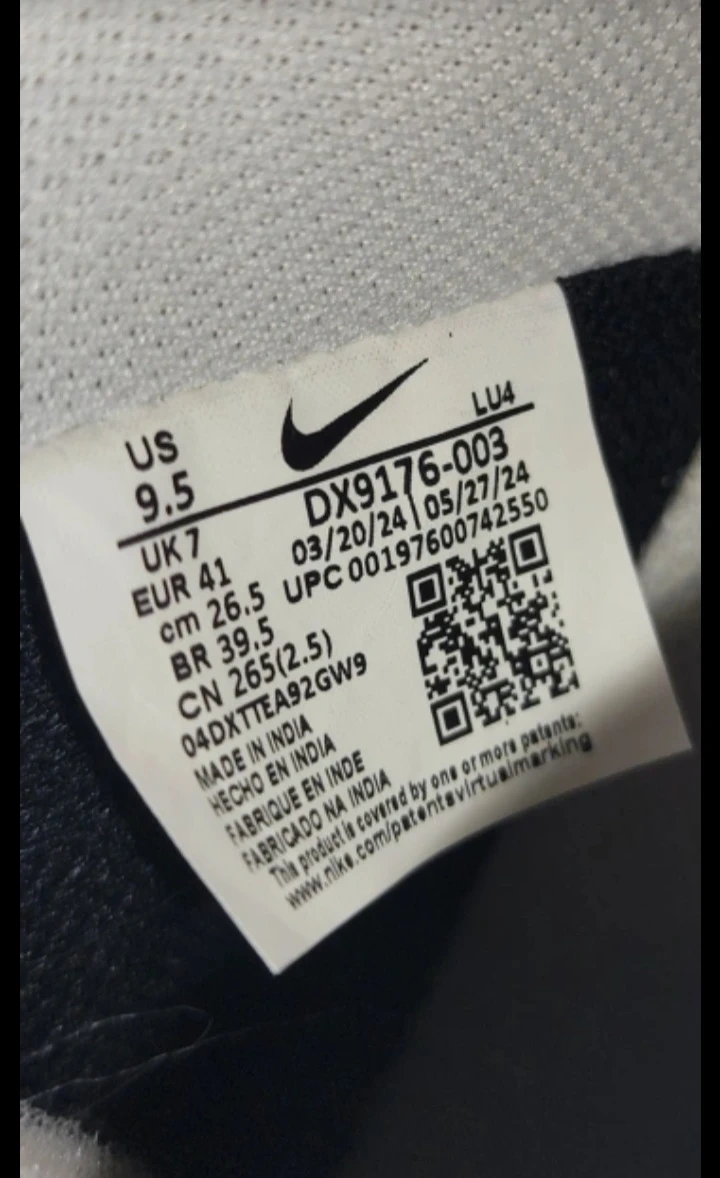 US
9.5
LU4
DX9176-003
03/20/24 | 05/27/24
UPC 00197600742550
UK 7
EUR 41
cm 26.5
BR 39.5
CN 265(2.5)
04DXTTEA92GW9
MADE IN INDIA
HECHO EN INDIA
FABRIQUE EN INDE
FABRICADO NA INDIA
This product is covered by one or more patents:
www.nike.com/patentsvirtualmarking